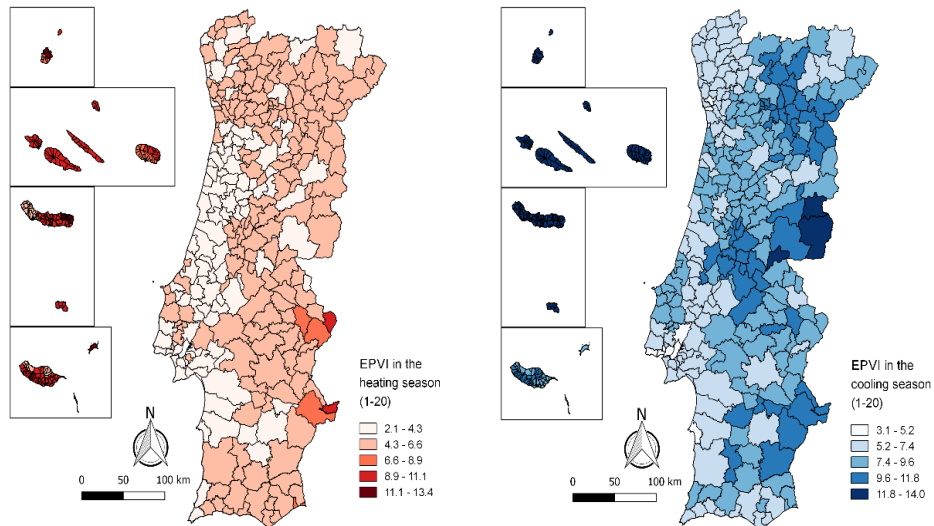 EPVI in the
heating season
(1-20)
2.1 - 4.3
4.3 - 6.6
6.6 - 8.9
8.9 - 11.1
11.1 - 13.4
N
0 50 100 km
EPVI in the
cooling season
(1-20)
3.1 - 5.2
5.2 - 7.4
7.4 - 9.6
9.6 - 11.8
11.8 - 14.0
N
0 50 100 km